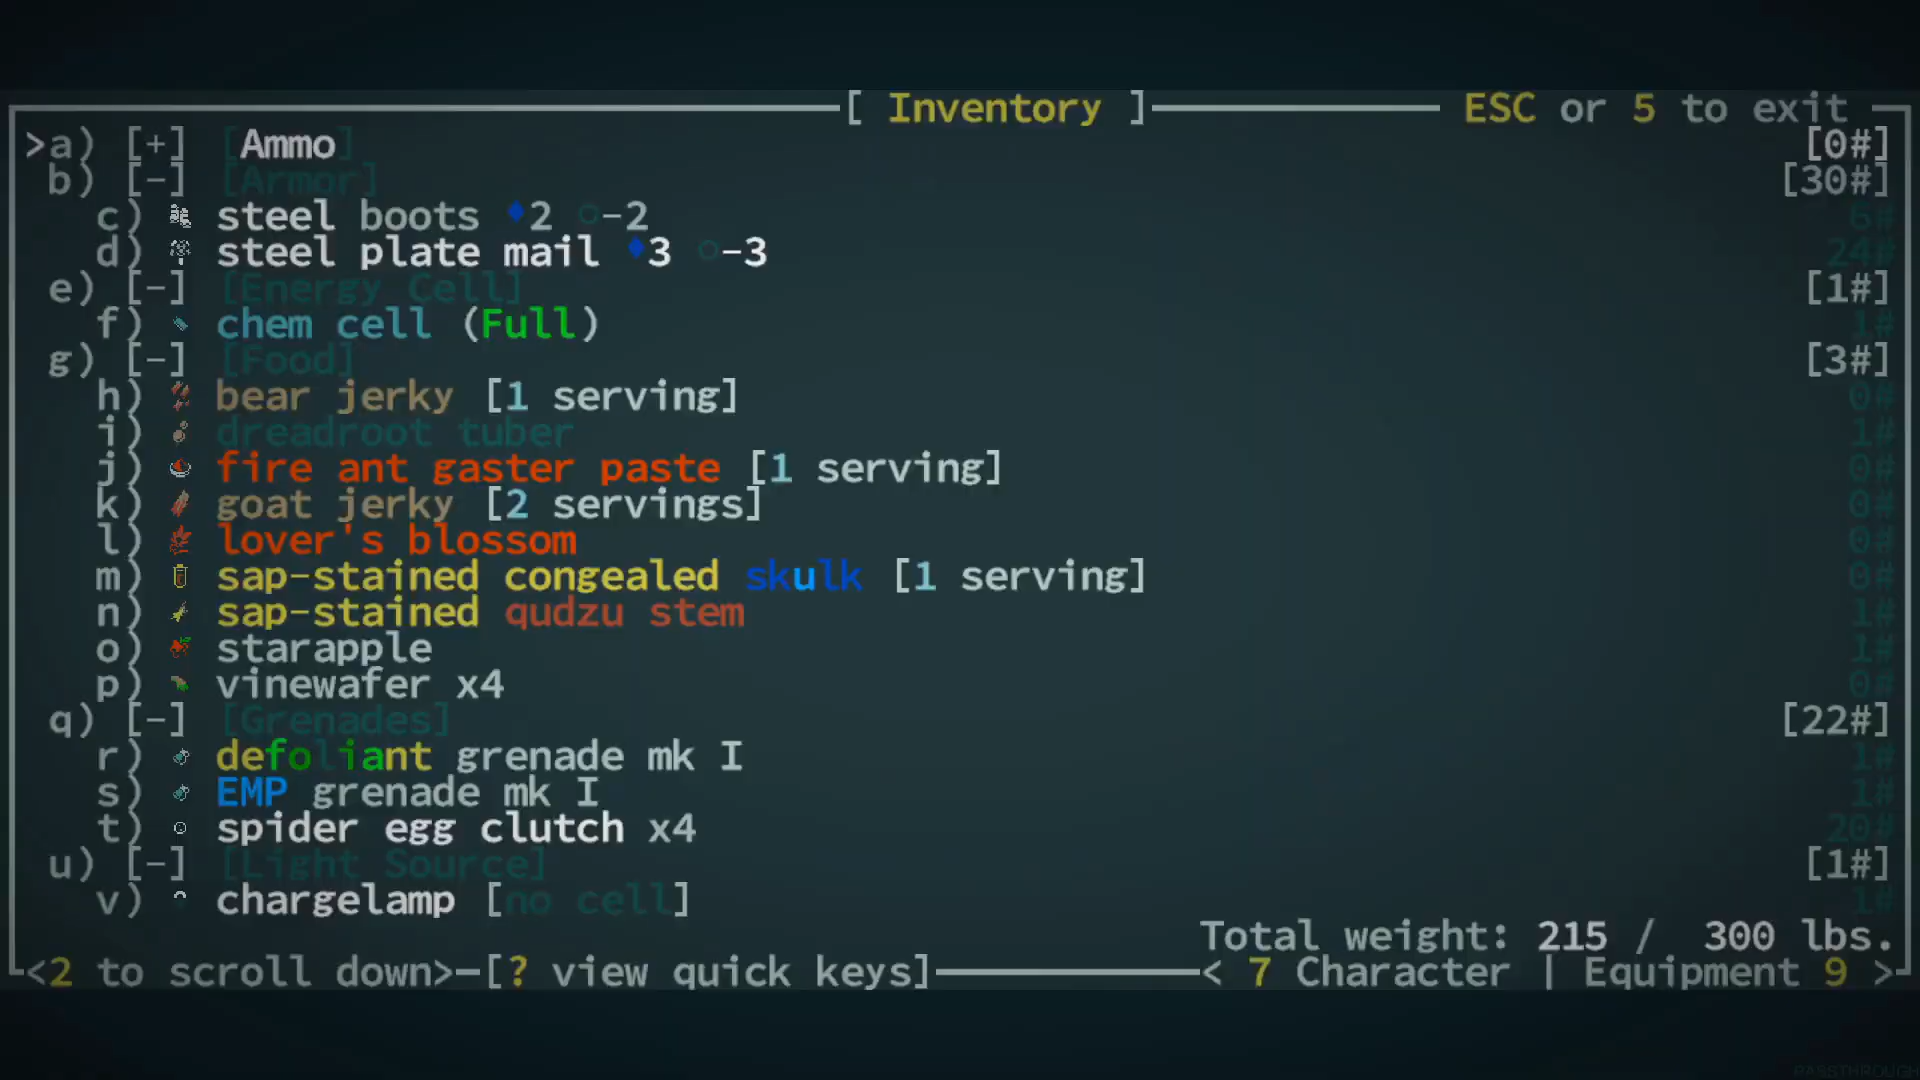 [ Inventory ] ESC or 5 to exit
>a) [+] [Ammo] [0#]
b) [-] [Armor] [30#]
c) steel boots ♦2 ○-2 6#
d) steel plate mail ♦3 ○-3 24#
e) [-] [Energy Cell] [1#]
f) chem cell (Full) 1#
g) [-] [Food] [3#]
h) bear jerky [1 serving] 0#
i) dreadroot tuber 1#
j) fire ant gaster paste [1 serving] 0#
k) goat jerky [2 servings] 0#
l) lover's blossom 0#
m) sap-stained congealed skulk [1 serving] 0#
n) sap-stained qudzu stem 1#
o) starapple 1#
p) vinewafer x4 0#
q) [-] [Grenades] [22#]
r) defoliant grenade mk I 1#
s) EMP grenade mk I 1#
t) spider egg clutch x4 20#
u) [-] [Light Source] [1#]
v) chargelamp [no cell] 1#
Total weight: 215 / 300 lbs.
<2 to scroll down> [? view quick keys] < 7 Character | Equipment 9 >
PASSTHROUGH